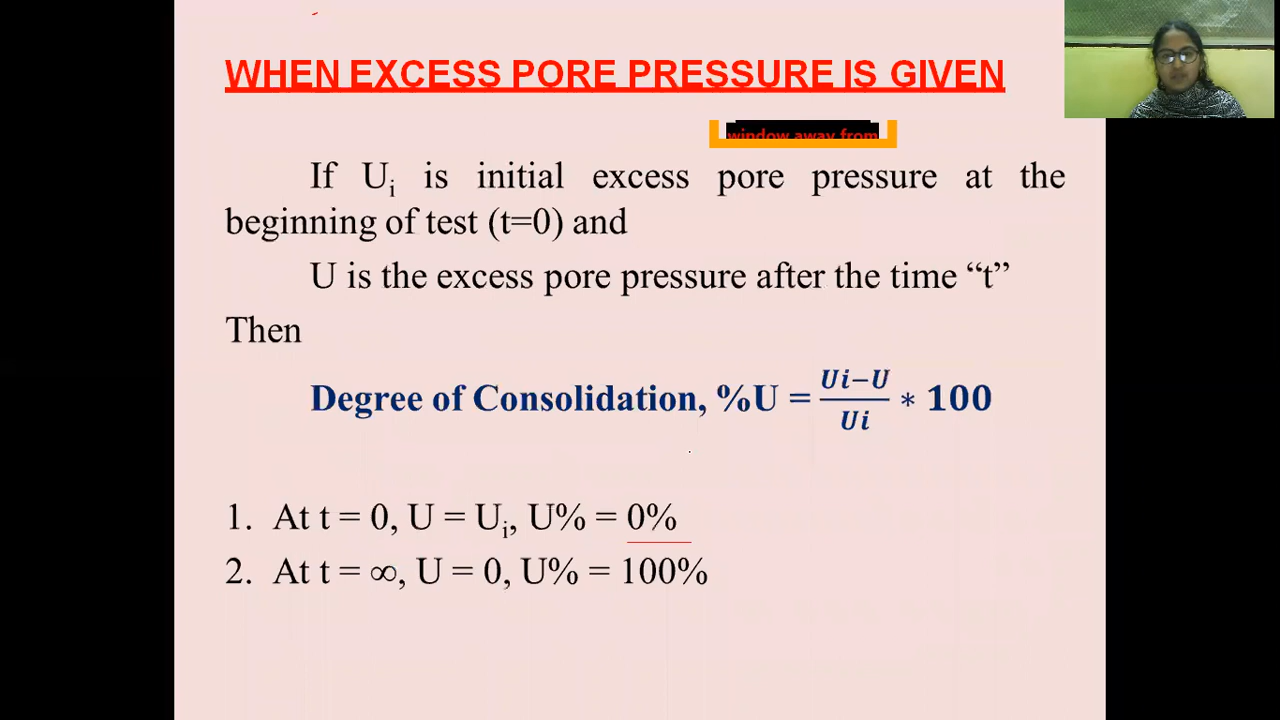 WHEN EXCESS PORE PRESSURE IS GIVEN
window away from
If Uᵢ is initial excess pore pressure at the
beginning of test (t=0) and
U is the excess pore pressure after the time “t”
Then
Degree of Consolidation, %U = \frac{Ui−U}{Ui} * 100
1. At t = 0, U = Uᵢ, U% = 0%
2. At t = ∞, U = 0, U% = 100%